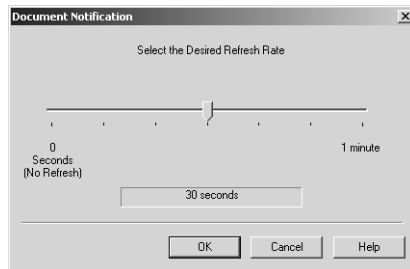 Document Notification
Select the Desired Refresh Rate
0
Seconds
(No Refresh)
1 minute
30 seconds
OK
Cancel
Help